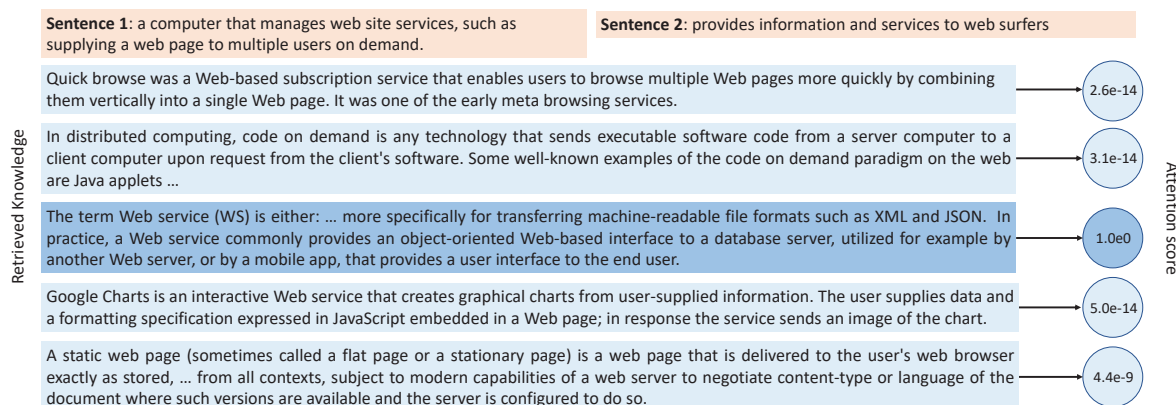 Sentence 1: a computer that manages web site services, such as
supplying a web page to multiple users on demand.
Sentence 2: provides information and services to web surfers
Retrieved Knowledge
Quick browse was a Web-based subscription service that enables users to browse multiple Web pages more quickly by combining
them vertically into a single Web page. It was one of the early meta browsing services.
2.6e-14
In distributed computing, code on demand is any technology that sends executable software code from a server computer to a
client computer upon request from the client's software. Some well-known examples of the code on demand paradigm on the web
are Java applets ...
3.1e-14
The term Web service (WS) is either: ... more specifically for transferring machine-readable file formats such as XML and JSON. In
practice, a Web service commonly provides an object-oriented Web-based interface to a database server, utilized for example by
another Web server, or by a mobile app, that provides a user interface to the end user.
1.0e0
Google Charts is an interactive Web service that creates graphical charts from user-supplied information. The user supplies data and
a formatting specification expressed in JavaScript embedded in a Web page; in response the service sends an image of the chart.
5.0e-14
A static web page (sometimes called a flat page or a stationary page) is a web page that is delivered to the user's web browser
exactly as stored, ... from all contexts, subject to modern capabilities of a web server to negotiate content-type or language of the
document where such versions are available and the server is configured to do so.
4.4e-9
Attention score